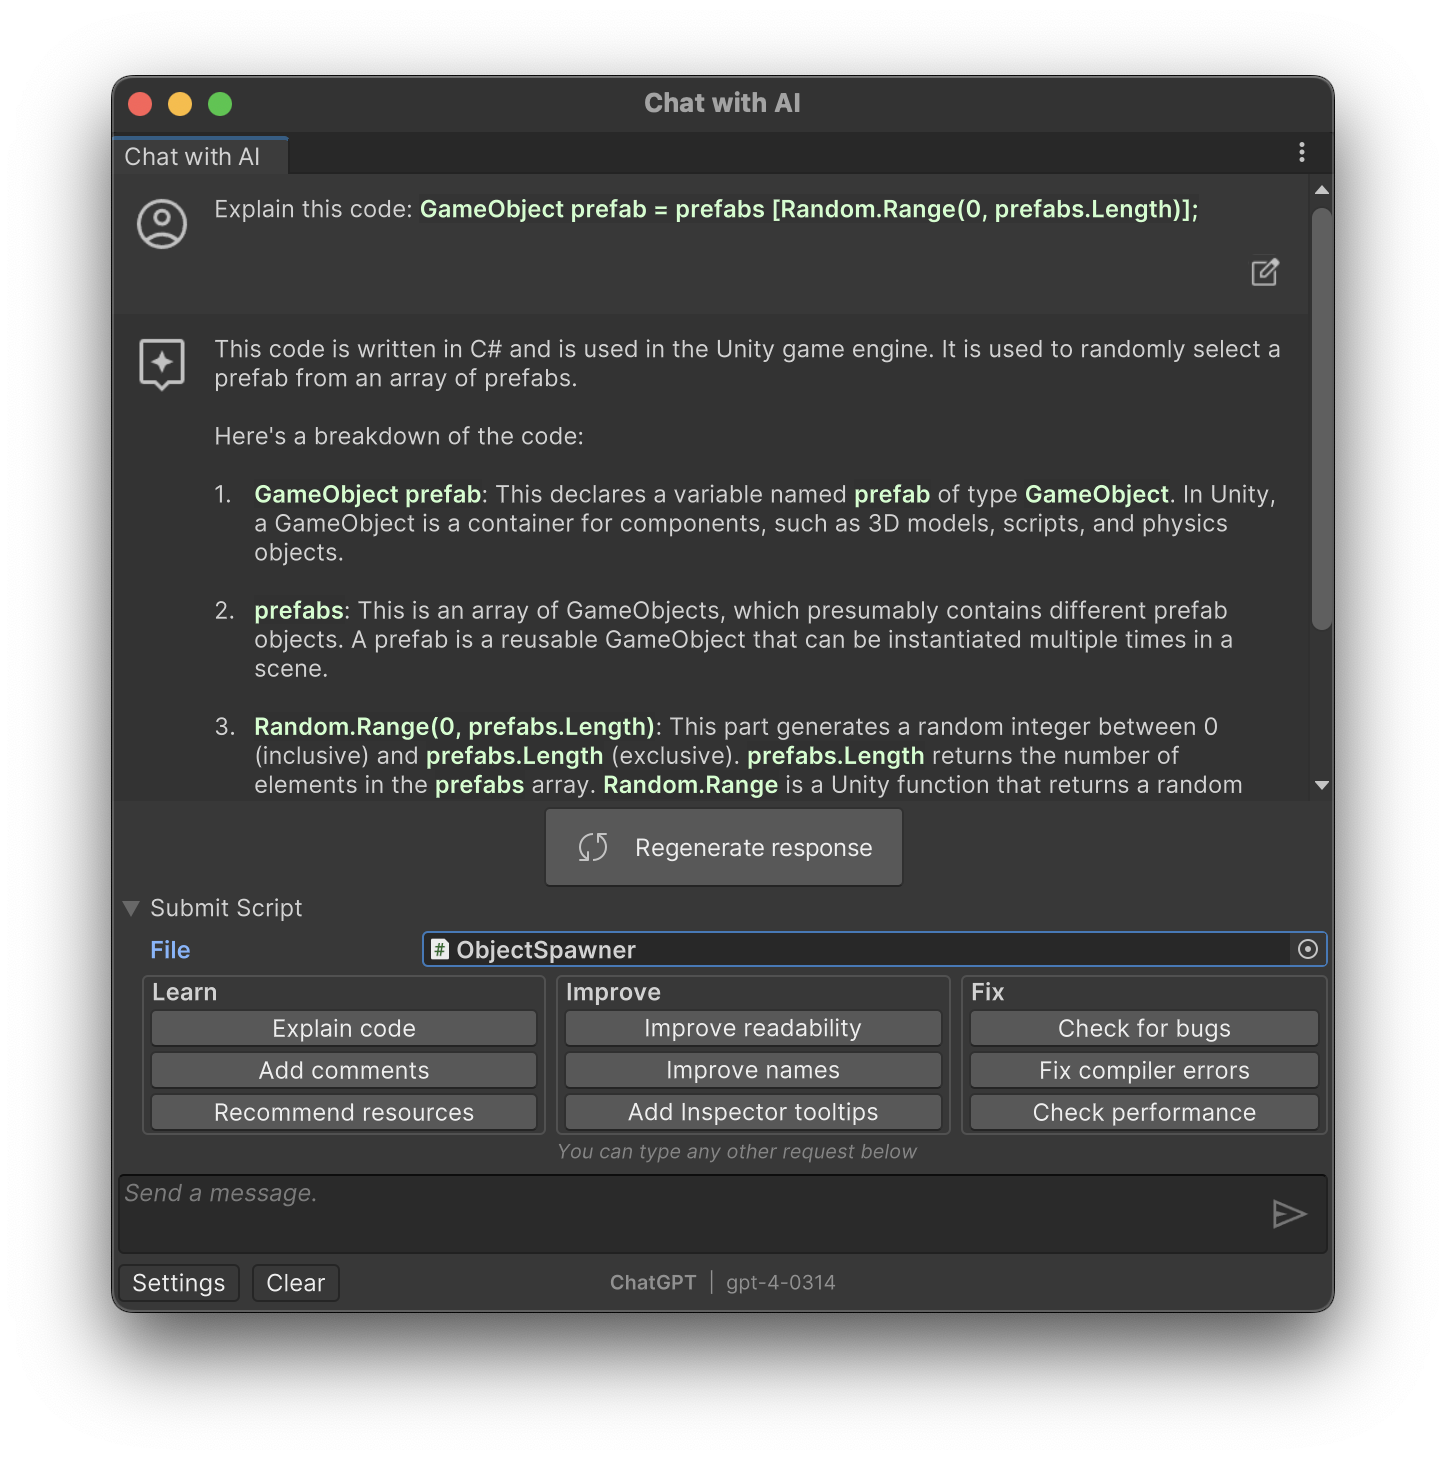 Chat with AI
Chat with AI
Explain this code: GameObject prefab = prefabs [Random.Range(0, prefabs.Length)];
This code is written in C# and is used in the Unity game engine. It is used to randomly select a
prefab from an array of prefabs.
Here's a breakdown of the code:
1. GameObject prefab: This declares a variable named prefab of type GameObject. In Unity,
a GameObject is a container for components, such as 3D models, scripts, and physics
objects.
2. prefabs: This is an array of GameObjects, which presumably contains different prefab
objects. A prefab is a reusable GameObject that can be instantiated multiple times in a
scene.
3. Random.Range(0, prefabs.Length): This part generates a random integer between 0
(inclusive) and prefabs.Length (exclusive). prefabs.Length returns the number of
elements in the prefabs array. Random.Range is a Unity function that returns a random
Regenerate response
Submit Script
File
# ObjectSpawner
Learn
Explain code
Add comments
Recommend resources
Improve
Improve readability
Improve names
Add Inspector tooltips
Fix
Check for bugs
Fix compiler errors
Check performance
You can type any other request below
Send a message.
Settings
Clear
ChatGPT | gpt-4-0314